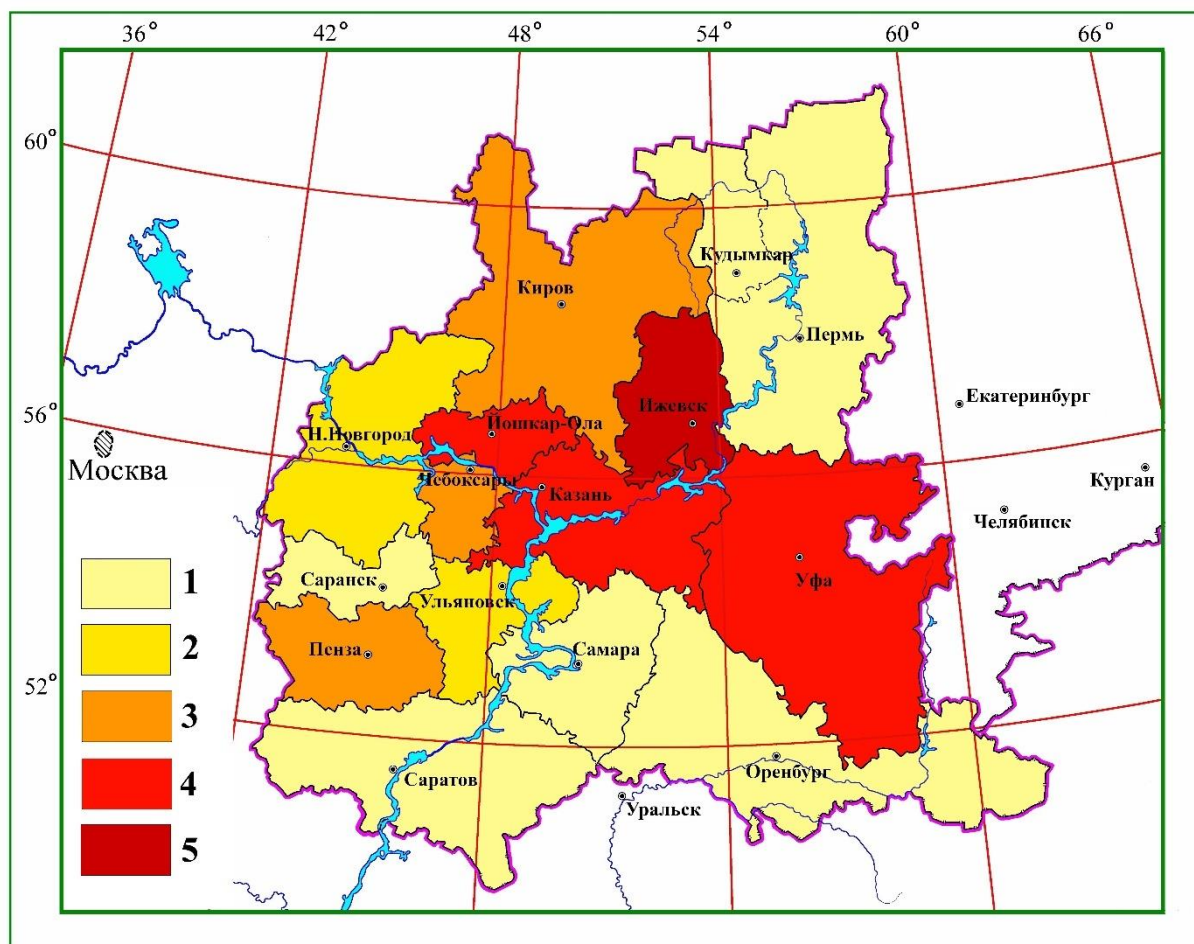 36°
42°
48°
54°
60°
66°
60°
56°
52°
Кудымкар
Киров
Пермь
Екатеринбург
Ижевск
Йошкар-Ола
Н.Новгород
Москва
Чебоксары
Казань
Курган
Челябинск
Уфа
Саранск
Ульяновск
Пенза
Самара
Саратов
Оренбург
Уральск
1
2
3
4
5